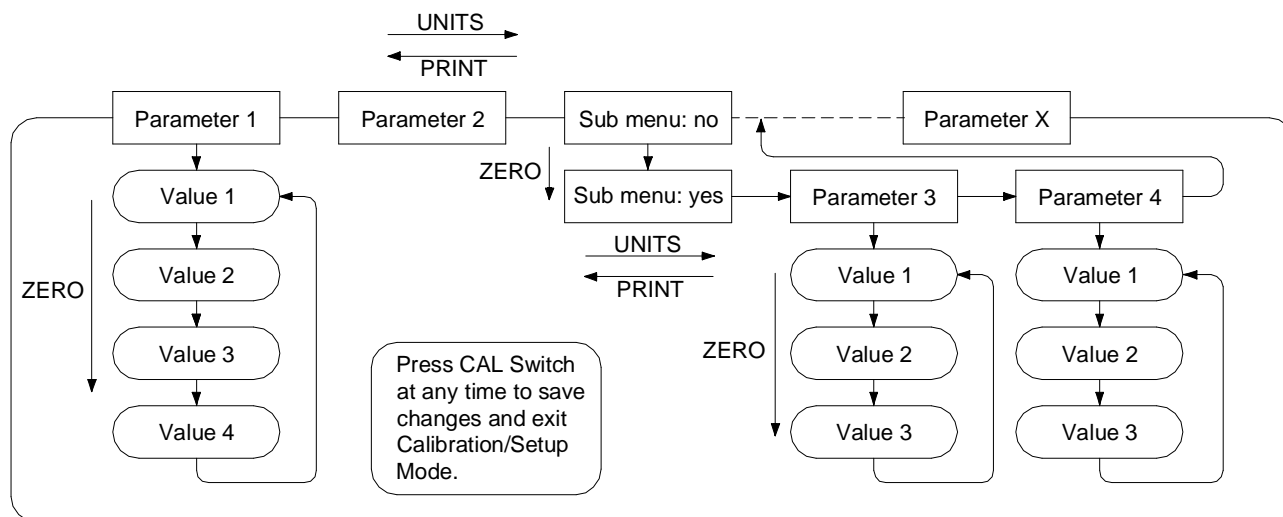 UNITS
PRINT
Parameter 1
Parameter 2
Sub menu: no
Parameter X
ZERO
Sub menu: yes
Parameter 3
Parameter 4
UNITS
PRINT
ZERO
Value 1
Value 2
Value 3
Value 4
Press CAL Switch
at any time to save
changes and exit
Calibration/Setup
Mode.
ZERO
Value 1
Value 2
Value 3
Value 1
Value 2
Value 3